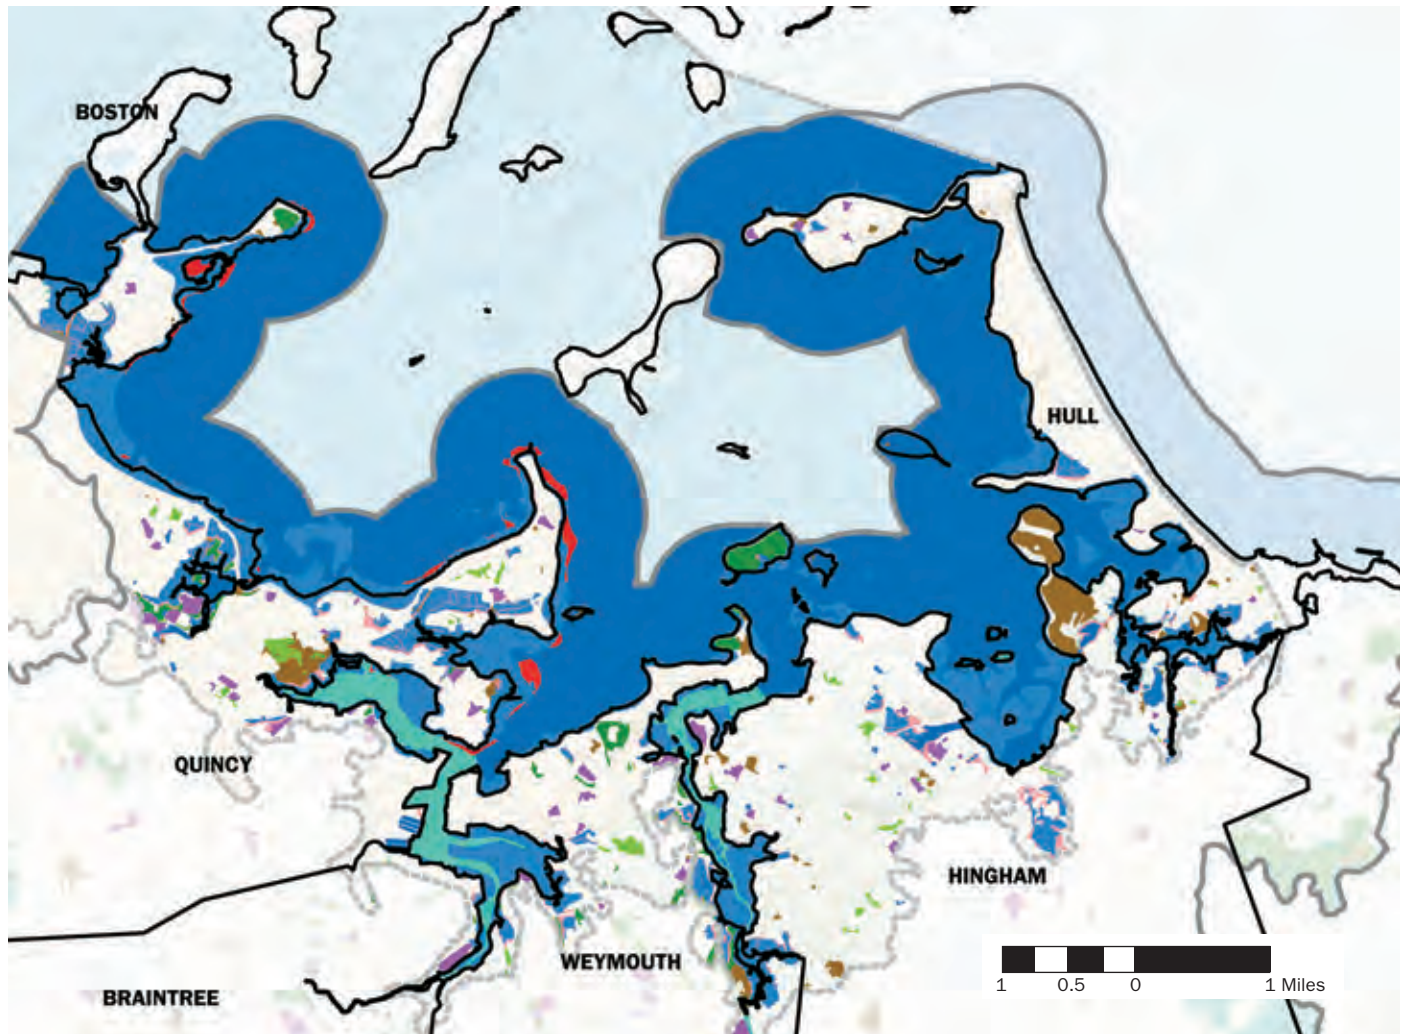 BOSTON
HULL
QUINCY
HINGHAM
WEYMOUTH
BRAINTREE
1 0.5 0 1 Miles